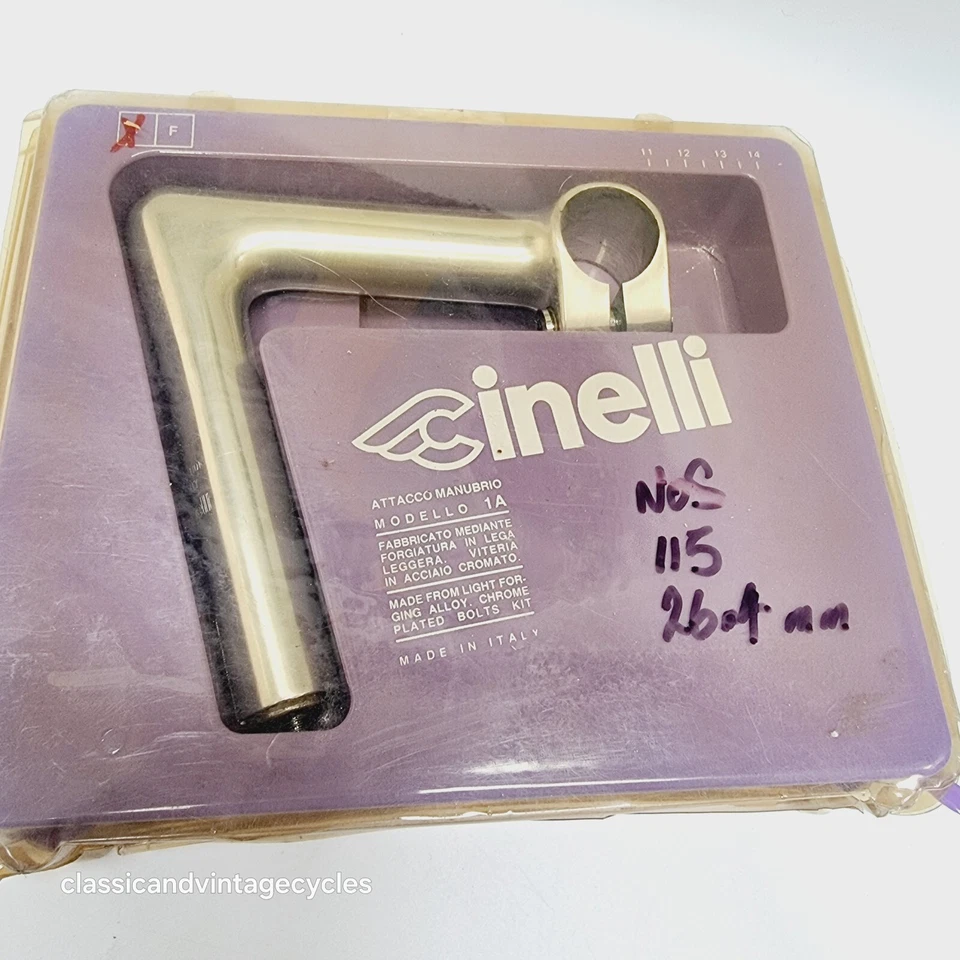 F
11 12 13 14
cinelli
ATTACCO MANUBRIO
MODELLO 1A
FABBRICATO MEDIANTE
FORGIATURA IN LEGA
LEGGERA. VITERIA
IN ACCIAIO CROMATO
MADE FROM LIGHT FOR-
GING ALLOY. CHROME
PLATED BOLTS KIT
MADE IN ITALY
NOS
115
26.4 mm
classicandvintagecycles